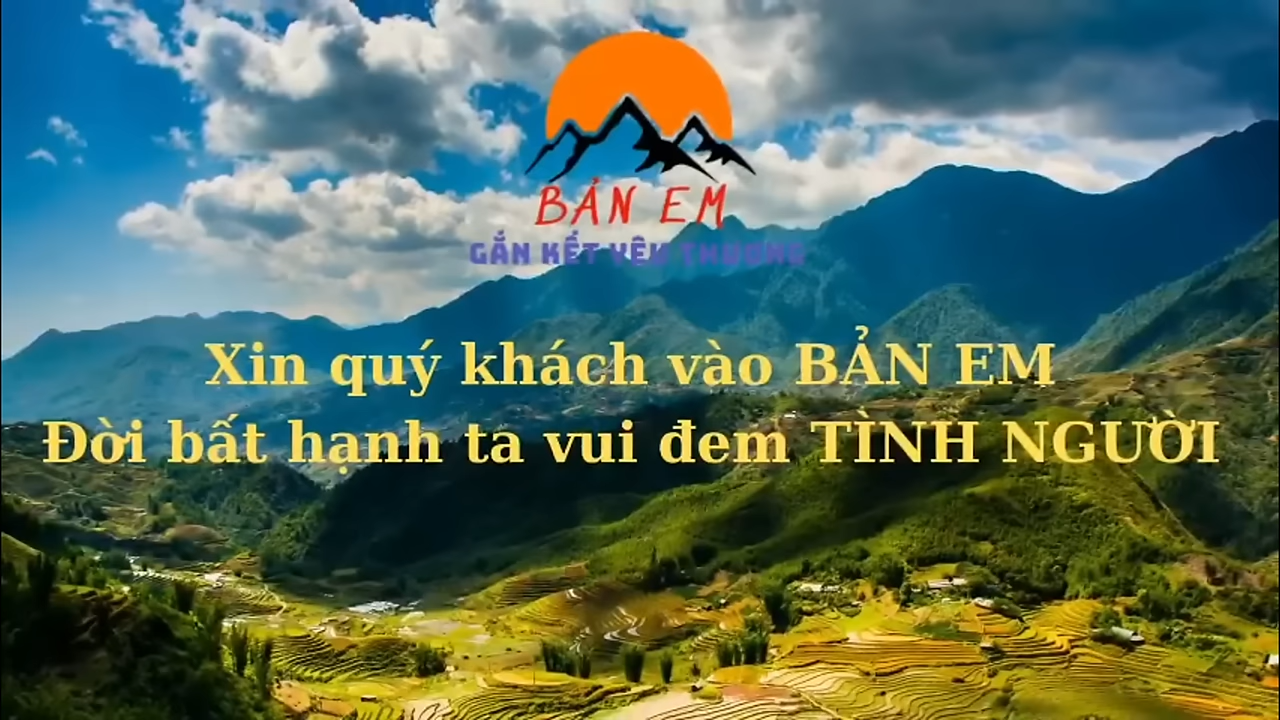 BẢN EM
GẮN KẾT YÊU THƯƠNG
Xin quý khách vào BẢN EM
Đời bất hạnh ta vui đem TÌNH NGƯỜI